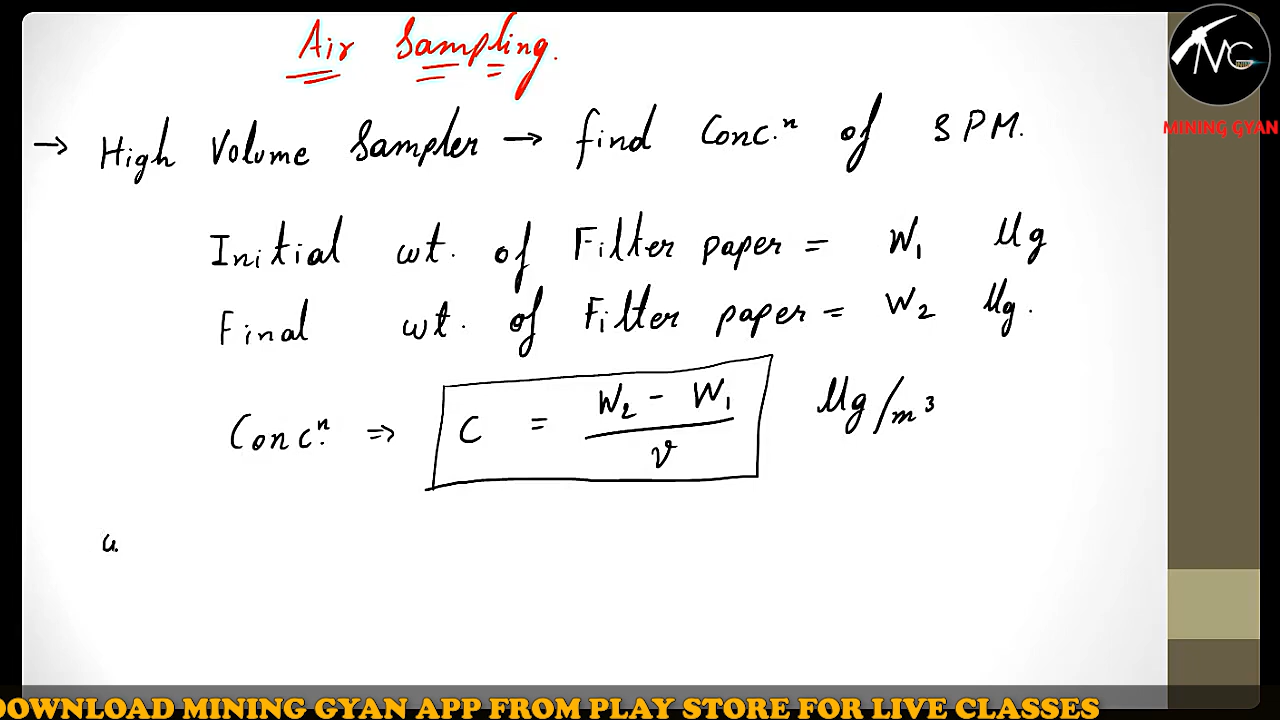 Air Sampling.
MINING GYAN
→ High Volume Sampler → find Conc.ⁿ of SPM.
Initial wt. of Filter paper = W₁ μg
Final wt. of Filter paper = W₂ μg.
Conc.ⁿ ⇒ C = (W₂ - W₁) / v μg/m³
DOWNLOAD MINING GYAN APP FROM PLAY STORE FOR LIVE CLASSES